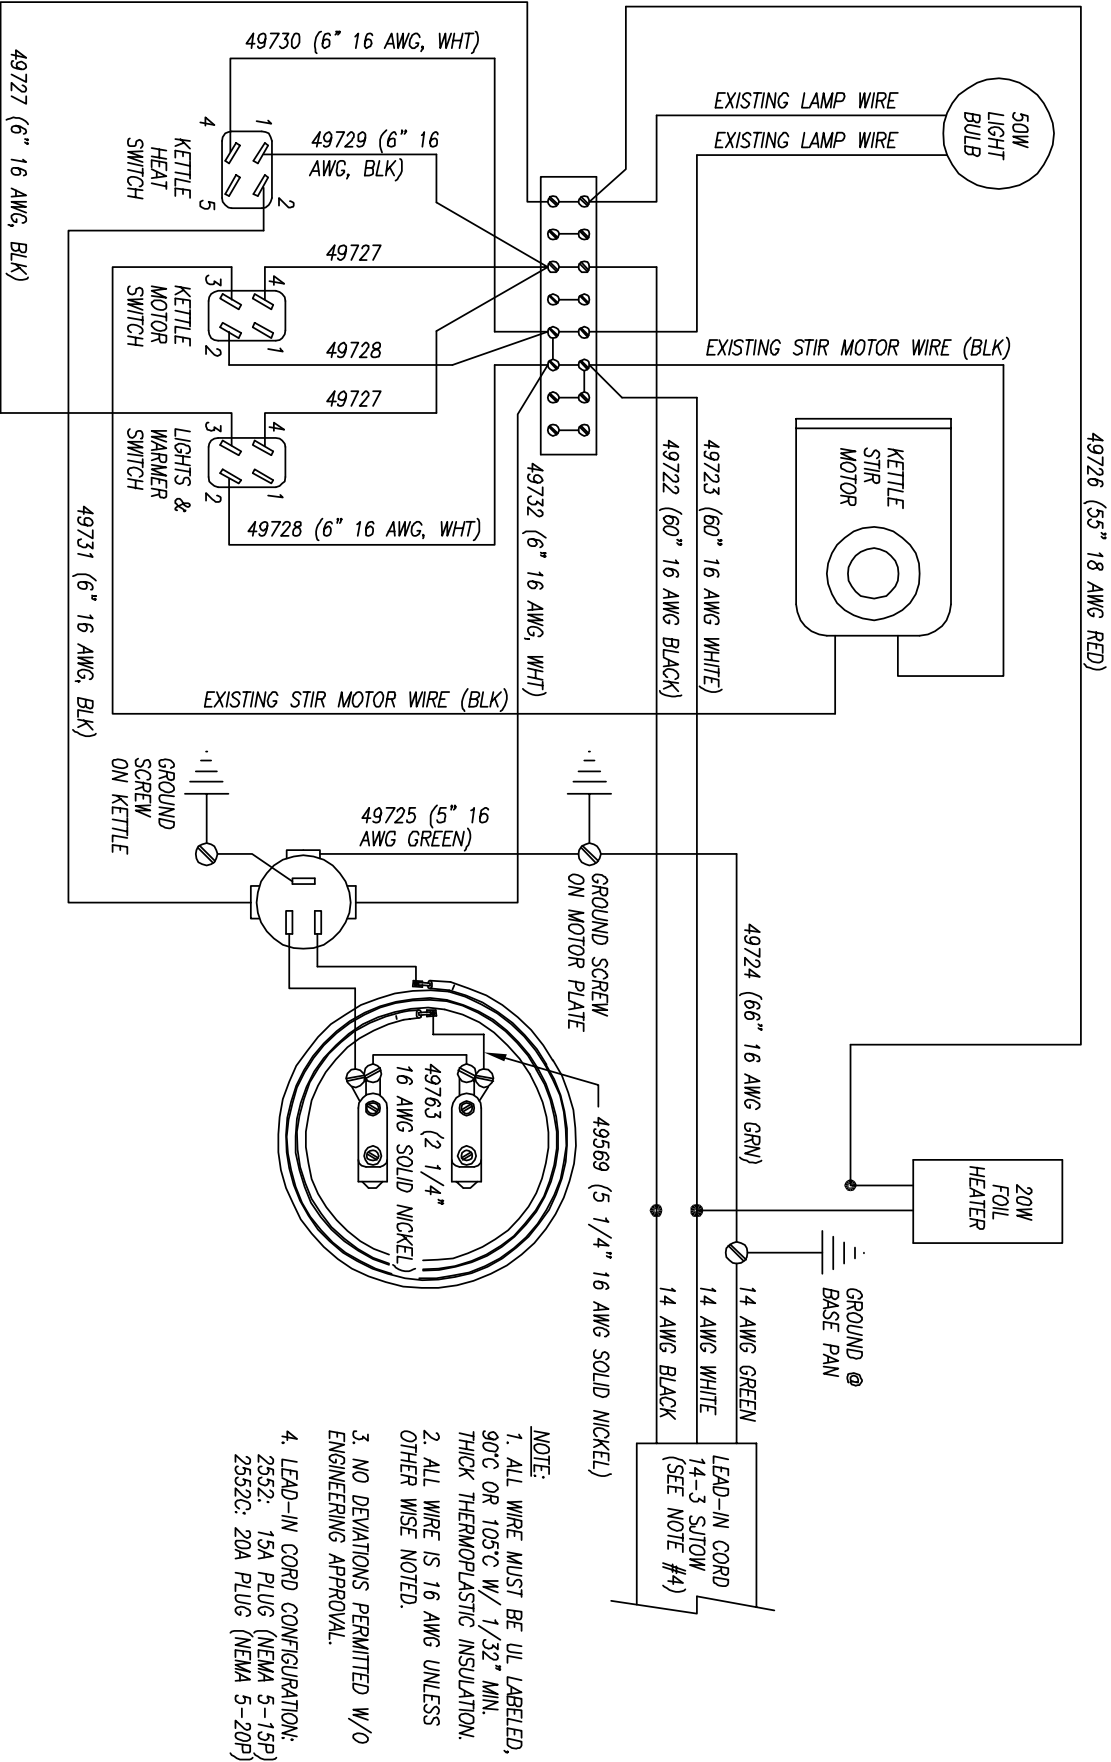 49730 (6" 16 AWG, WHT)
49727 (6" 16 AWG, BLK)
49729 (6" 16
AWG, BLK)
1
4
2
5
KETTLE
HEAT
SWITCH
49727
4
3
1
2
KETTLE
MOTOR
SWITCH
49728
49727
4
3
1
2
LIGHTS &
WARMER
SWITCH
49728 (6" 16 AWG, WHT)
49731 (6" 16 AWG, BLK)
EXISTING LAMP WIRE
EXISTING LAMP WIRE
50W
LIGHT
BULB
EXISTING STIR MOTOR WIRE (BLK)
KETTLE
STIR
MOTOR
49726 (55" 18 AWG RED)
49723 (60" 16 AWG WHITE)
49722 (60" 16 AWG BLACK)
49732 (6" 16 AWG, WHT)
EXISTING STIR MOTOR WIRE (BLK)
GROUND
SCREW
ON KETTLE
49725 (5" 16
AWG GREEN)
GROUND SCREW
ON MOTOR PLATE
49724 (66" 16 AWG GRN)
49763 (2 1/4"
16 AWG SOLID NICKEL)
49569 (5 1/4" 16 AWG SOLID NICKEL)
20W
FOIL
HEATER
GROUND @
BASE PAN
14 AWG GREEN
14 AWG WHITE
14 AWG BLACK
LEAD-IN CORD
14-3 SJTOW
(SEE NOTE #4)
NOTE:
1. ALL WIRE MUST BE UL LABELED,
90°C OR 105°C W/ 1/32" MIN.
THICK THERMOPLASTIC INSULATION.
2. ALL WIRE IS 16 AWG UNLESS
OTHER WISE NOTED.
3. NO DEVIATIONS PERMITTED W/O
ENGINEERING APPROVAL.
4. LEAD-IN CORD CONFIGURATION:
2552: 15A PLUG (NEMA 5-15P)
2552C: 20A PLUG (NEMA 5-20P)